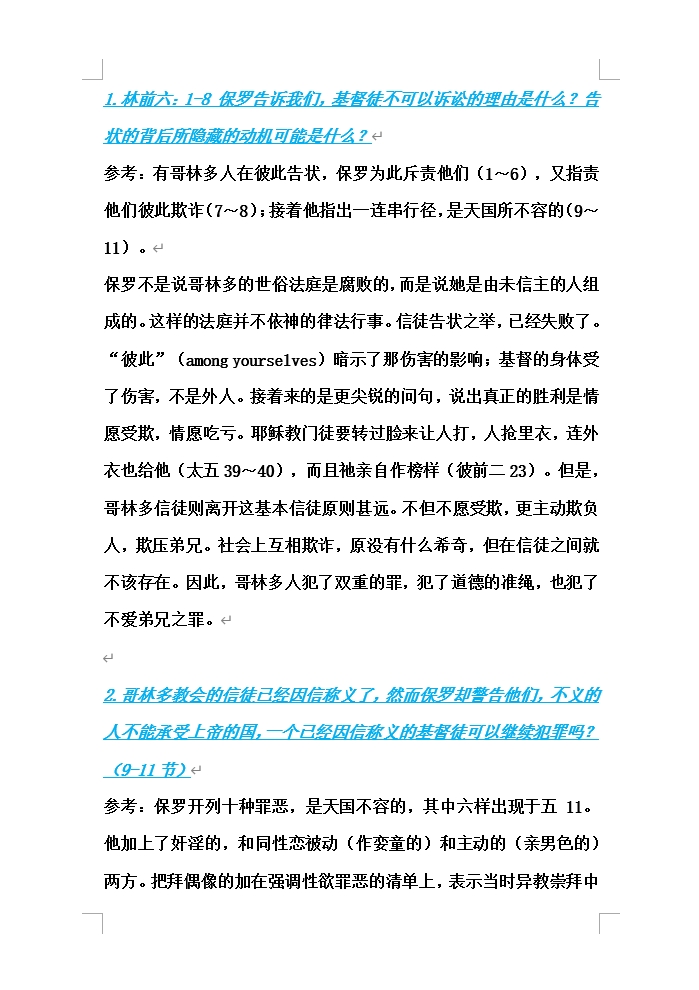 1.林前六：1-8 保罗告诉我们，基督徒不可以诉讼的理由是什么？告
状的背后所隐藏的动机可能是什么？
参考：有哥林多人在彼此告状，保罗为此斥责他们（1～6），又指责
他们彼此欺诈（7～8）；接着他指出一连串行径，是天国所不容的（9～
11）。
保罗不是说哥林多的世俗法庭是腐败的，而是说她是由未信主的人组
成的。这样的法庭并不依神的律法行事。信徒告状之举，已经失败了。
“彼此”（among yourselves）暗示了那伤害的影响；基督的身体受
了伤害，不是外人。接着来的是更尖锐的问句，说出真正的胜利是情
愿受欺，情愿吃亏。耶稣教门徒要转过脸来让人打，人抢里衣，连外
衣也给他（太五 39～40），而且祂亲自作榜样（彼前二 23）。但是，
哥林多信徒则离开这基本信徒原则甚远。不但不愿受欺，更主动欺负
人，欺压弟兄。社会上互相欺诈，原没有什么希奇，但在信徒之间就
不该存在。因此，哥林多人犯了双重的罪，犯了道德的准绳，也犯了
不爱弟兄之罪。
2.哥林多教会的信徒已经因信称义了，然而保罗却警告他们，不义的
人不能承受上帝的国，一个已经因信称义的基督徒可以继续犯罪吗？
（9-11 节）
参考：保罗开列十种罪恶，是天国不容的，其中六样出现于五 11。
他加上了奸淫的，和同性恋被动（作娈童的）和主动的（亲男色的）
两方。把拜偶像的加在强调性欲罪恶的清单上，表示当时异教崇拜中